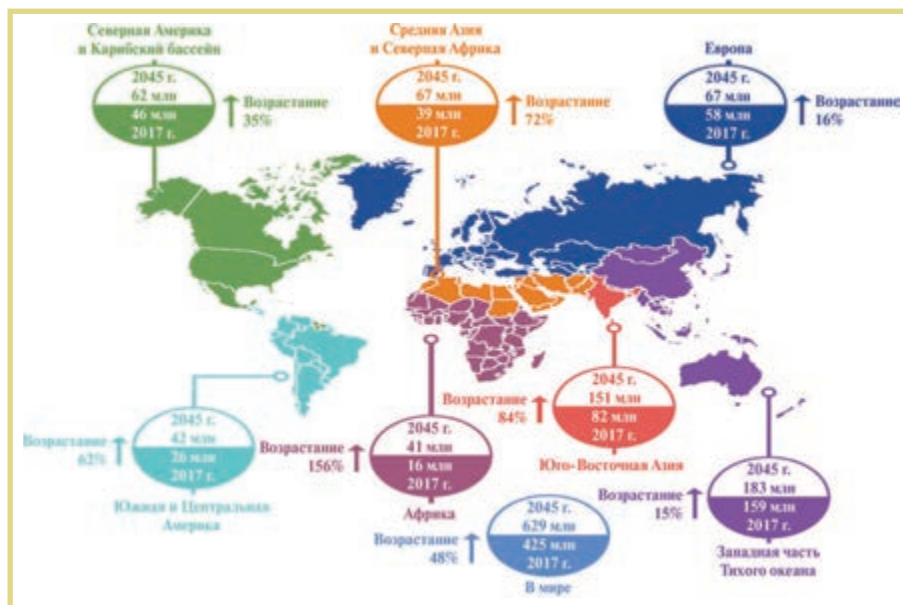 Северная Америка
и Карибский бассейн
2045 г.
62 млн
46 млн
2017 г.
Возрастание
35%
Средняя Азия
и Северная Африка
2045 г.
67 млн
39 млн
2017 г.
Возрастание
72%
Европа
2045 г.
67 млн
58 млн
2017 г.
Возрастание
16%
Возрастание
62%
2045 г.
42 млн
26 млн
2017 г.
Южная и Центральная
Америка
Возрастание
156%
2045 г.
41 млн
16 млн
2017 г.
Африка
Возрастание
84%
2045 г.
151 млн
82 млн
2017 г.
Юго-Восточная Азия
Возрастание
15%
2045 г.
183 млн
159 млн
2017 г.
Западная часть
Тихого океана
Возрастание
48%
2045 г.
629 млн
425 млн
2017 г.
В мире